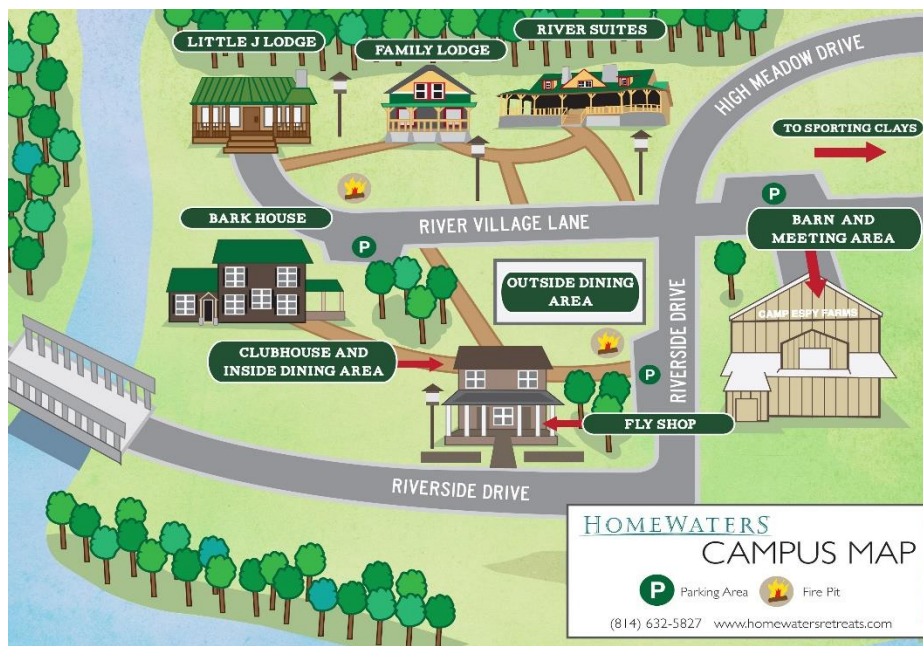 LITTLE J LODGE
FAMILY LODGE
RIVER SUITES
HIGH MEADOW DRIVE
TO SPORTING CLAYS
BARK HOUSE
RIVER VILLAGE LANE
P
P
BARN AND
MEETING AREA
OUTSIDE DINING
AREA
CAMP ESPY FARMS
CLUBHOUSE AND
INSIDE DINING AREA
RIVERSIDE DRIVE
P
FLY SHOP
RIVERSIDE DRIVE
HOMEWATERS
CAMPUS MAP
P Parking Area Fire Pit
(814) 632-5827 www.homewatersretreats.com